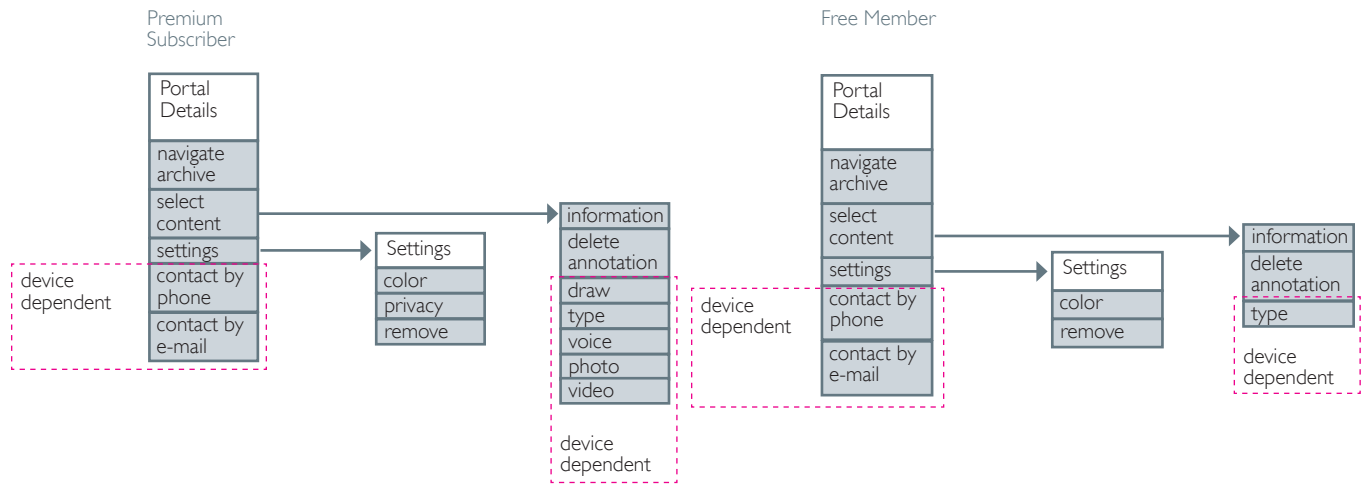 Premium
Subscriber
Portal
Details
navigate
archive
select
content
settings
contact by
phone
contact by
e-mail
device
dependent
Settings
color
privacy
remove
information
delete
annotation
draw
type
voice
photo
video
device
dependent
Free Member
Portal
Details
navigate
archive
select
content
settings
contact by
phone
contact by
e-mail
device
dependent
Settings
color
remove
information
delete
annotation
type
device
dependent